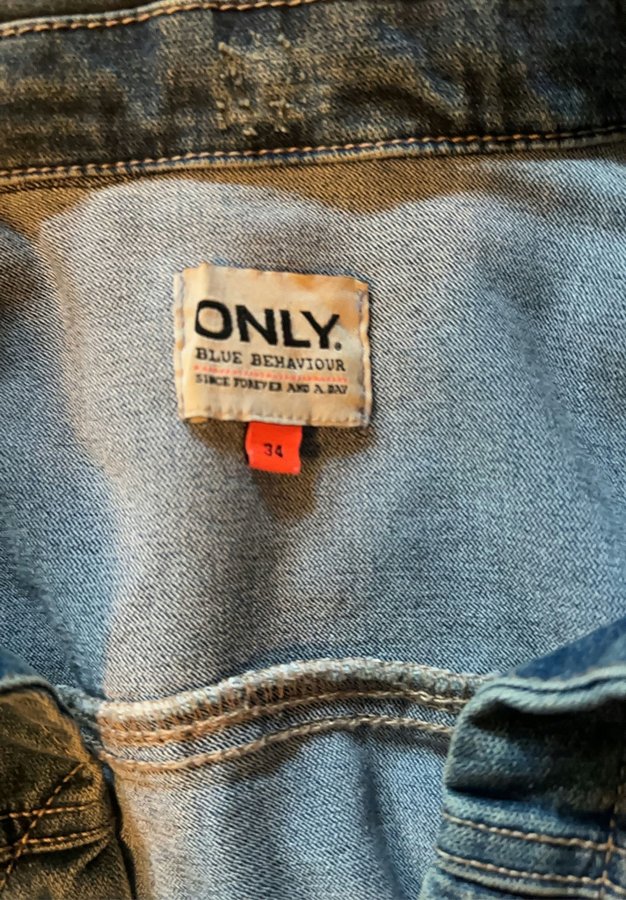 ONLY.
BLUE BEHAVIOUR
SINCE FOREVER AND A DAY
34